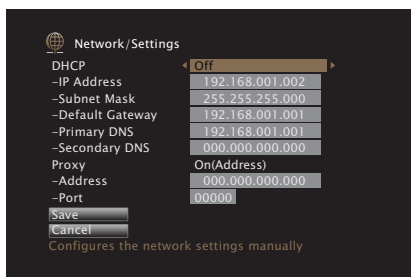 Network/Settings
DHCP Off
–IP Address 192.168.001.002
–Subnet Mask 255.255.255.000
–Default Gateway 192.168.001.001
–Primary DNS 192.168.001.001
–Secondary DNS 000.000.000.000
Proxy On(Address)
–Address 000.000.000.000
–Port 00000
Save
Cancel
Configures the network settings manually